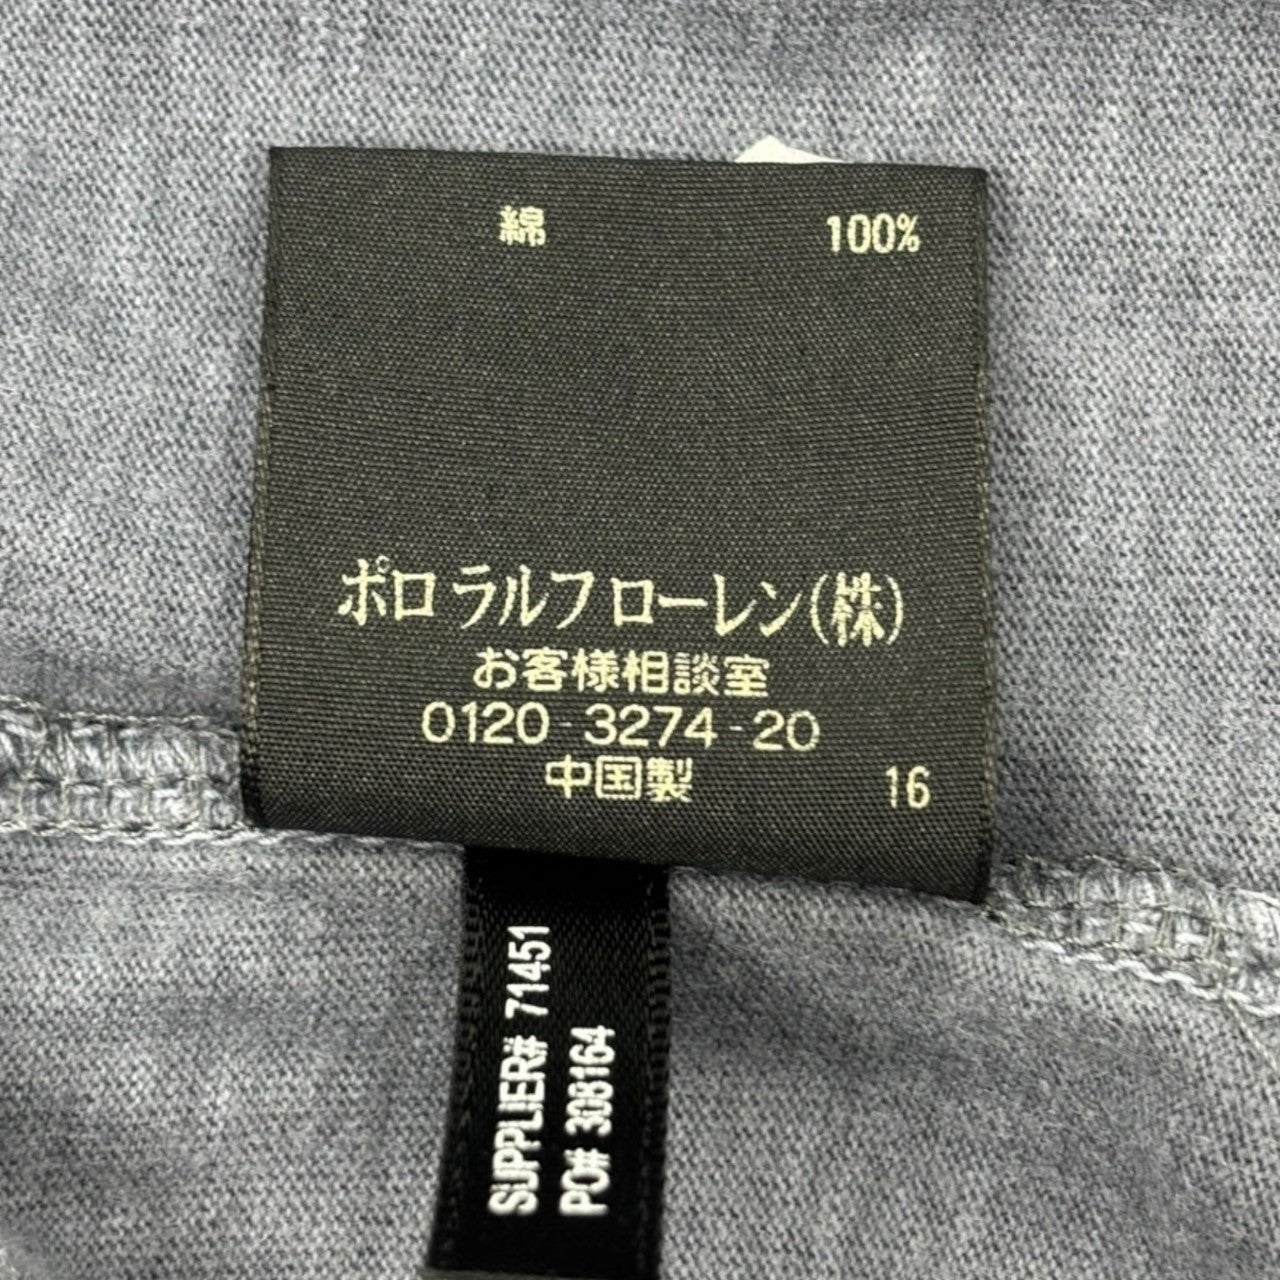 綿 100%
ポロ ラルフ ローレン(株)
お客様相談室
0120-3274-20
中国製 16
SUPPLIER# 71451
PO# 308164